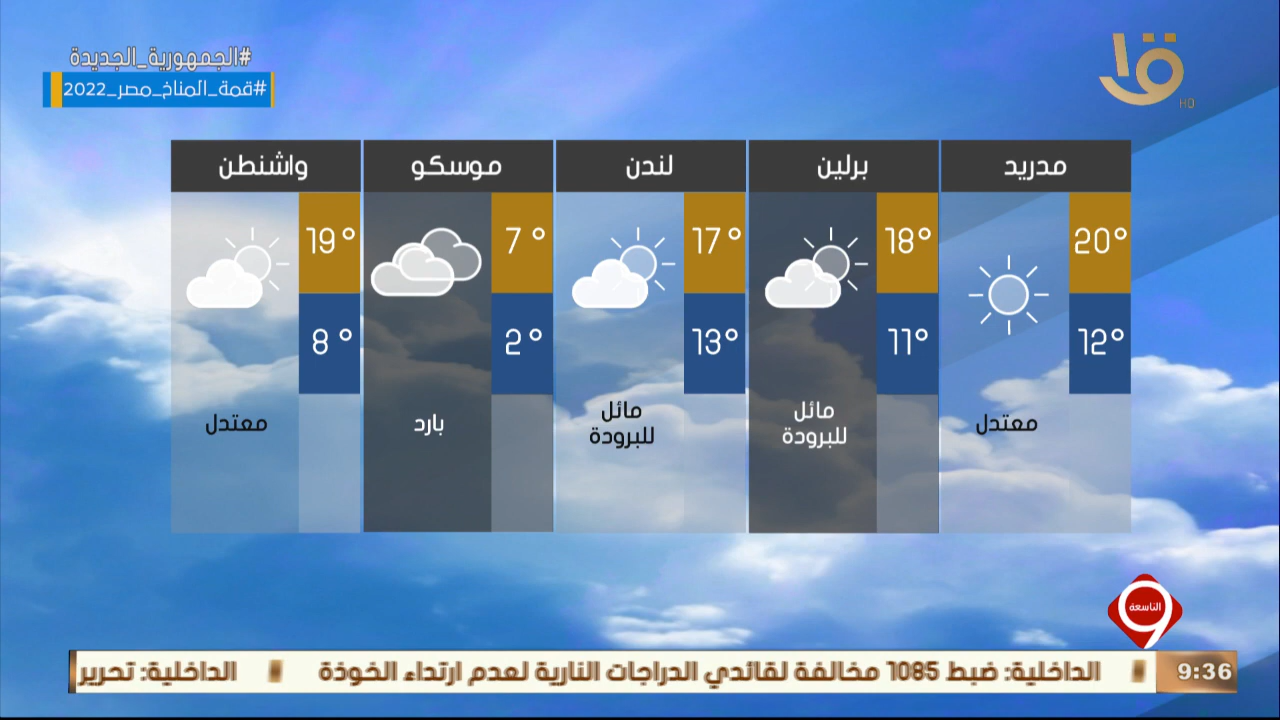 #الجمهورية_الجديدة
#قمة_المناخ_مصر_2022
HD
مدريد
20°
12°
معتدل
برلين
18°
11°
مائل
للبرودة
لندن
17°
13°
مائل
للبرودة
موسكو
7°
2°
بارد
واشنطن
19°
8°
معتدل
التاسعة
9
9:36
الداخلية: ضبط 1085 مخالفة لقائدي الدراجات النارية لعدم ارتداء الخوذة
الداخلية: تحرير